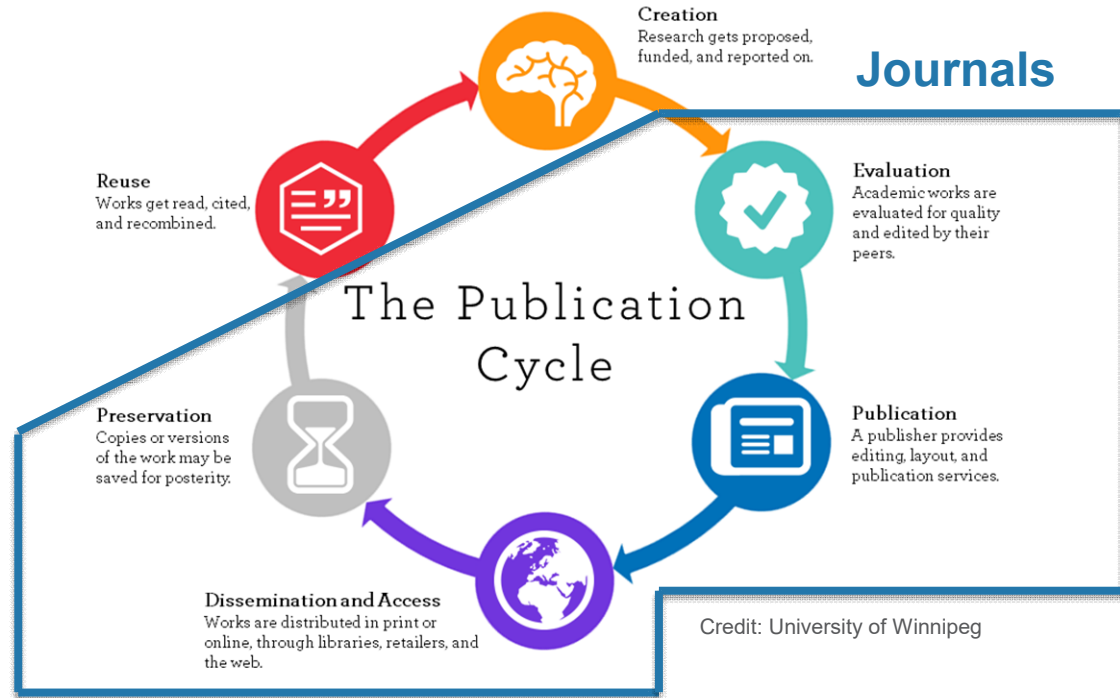 Creation
Research gets proposed,
funded, and reported on.
Journals
Evaluation
Academic works are
evaluated for quality
and edited by their
peers.
Reuse
Works get read, cited,
and recombined.
The Publication
Cycle
Publication
A publisher provides
editing, layout, and
publication services.
Preservation
Copies or versions
of the work may be
saved for posterity.
Dissemination and Access
Works are distributed in print or
online, through libraries, retailers, and
the web.
Credit: University of Winnipeg